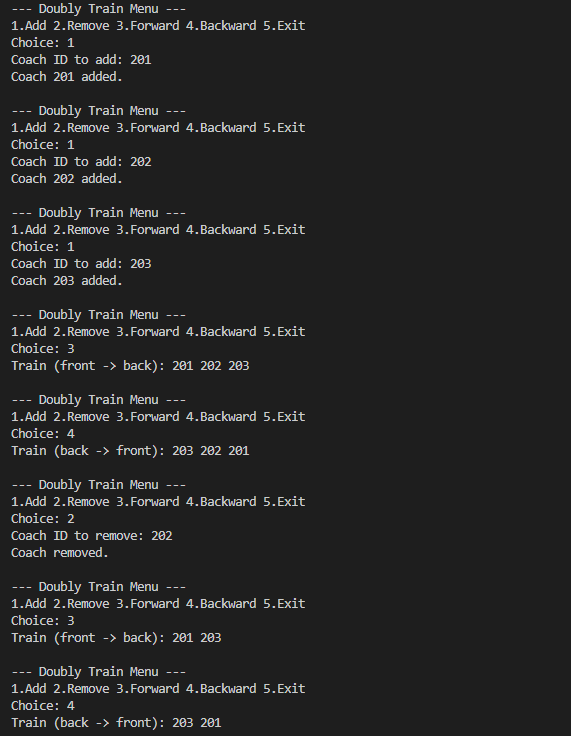 --- Doubly Train Menu ---
1.Add 2.Remove 3.Forward 4.Backward 5.Exit
Choice: 1
Coach ID to add: 201
Coach 201 added.

--- Doubly Train Menu ---
1.Add 2.Remove 3.Forward 4.Backward 5.Exit
Choice: 1
Coach ID to add: 202
Coach 202 added.

--- Doubly Train Menu ---
1.Add 2.Remove 3.Forward 4.Backward 5.Exit
Choice: 1
Coach ID to add: 203
Coach 203 added.

--- Doubly Train Menu ---
1.Add 2.Remove 3.Forward 4.Backward 5.Exit
Choice: 3
Train (front -> back): 201 202 203

--- Doubly Train Menu ---
1.Add 2.Remove 3.Forward 4.Backward 5.Exit
Choice: 4
Train (back -> front): 203 202 201

--- Doubly Train Menu ---
1.Add 2.Remove 3.Forward 4.Backward 5.Exit
Choice: 2
Coach ID to remove: 202
Coach removed.

--- Doubly Train Menu ---
1.Add 2.Remove 3.Forward 4.Backward 5.Exit
Choice: 3
Train (front -> back): 201 203

--- Doubly Train Menu ---
1.Add 2.Remove 3.Forward 4.Backward 5.Exit
Choice: 4
Train (back -> front): 203 201